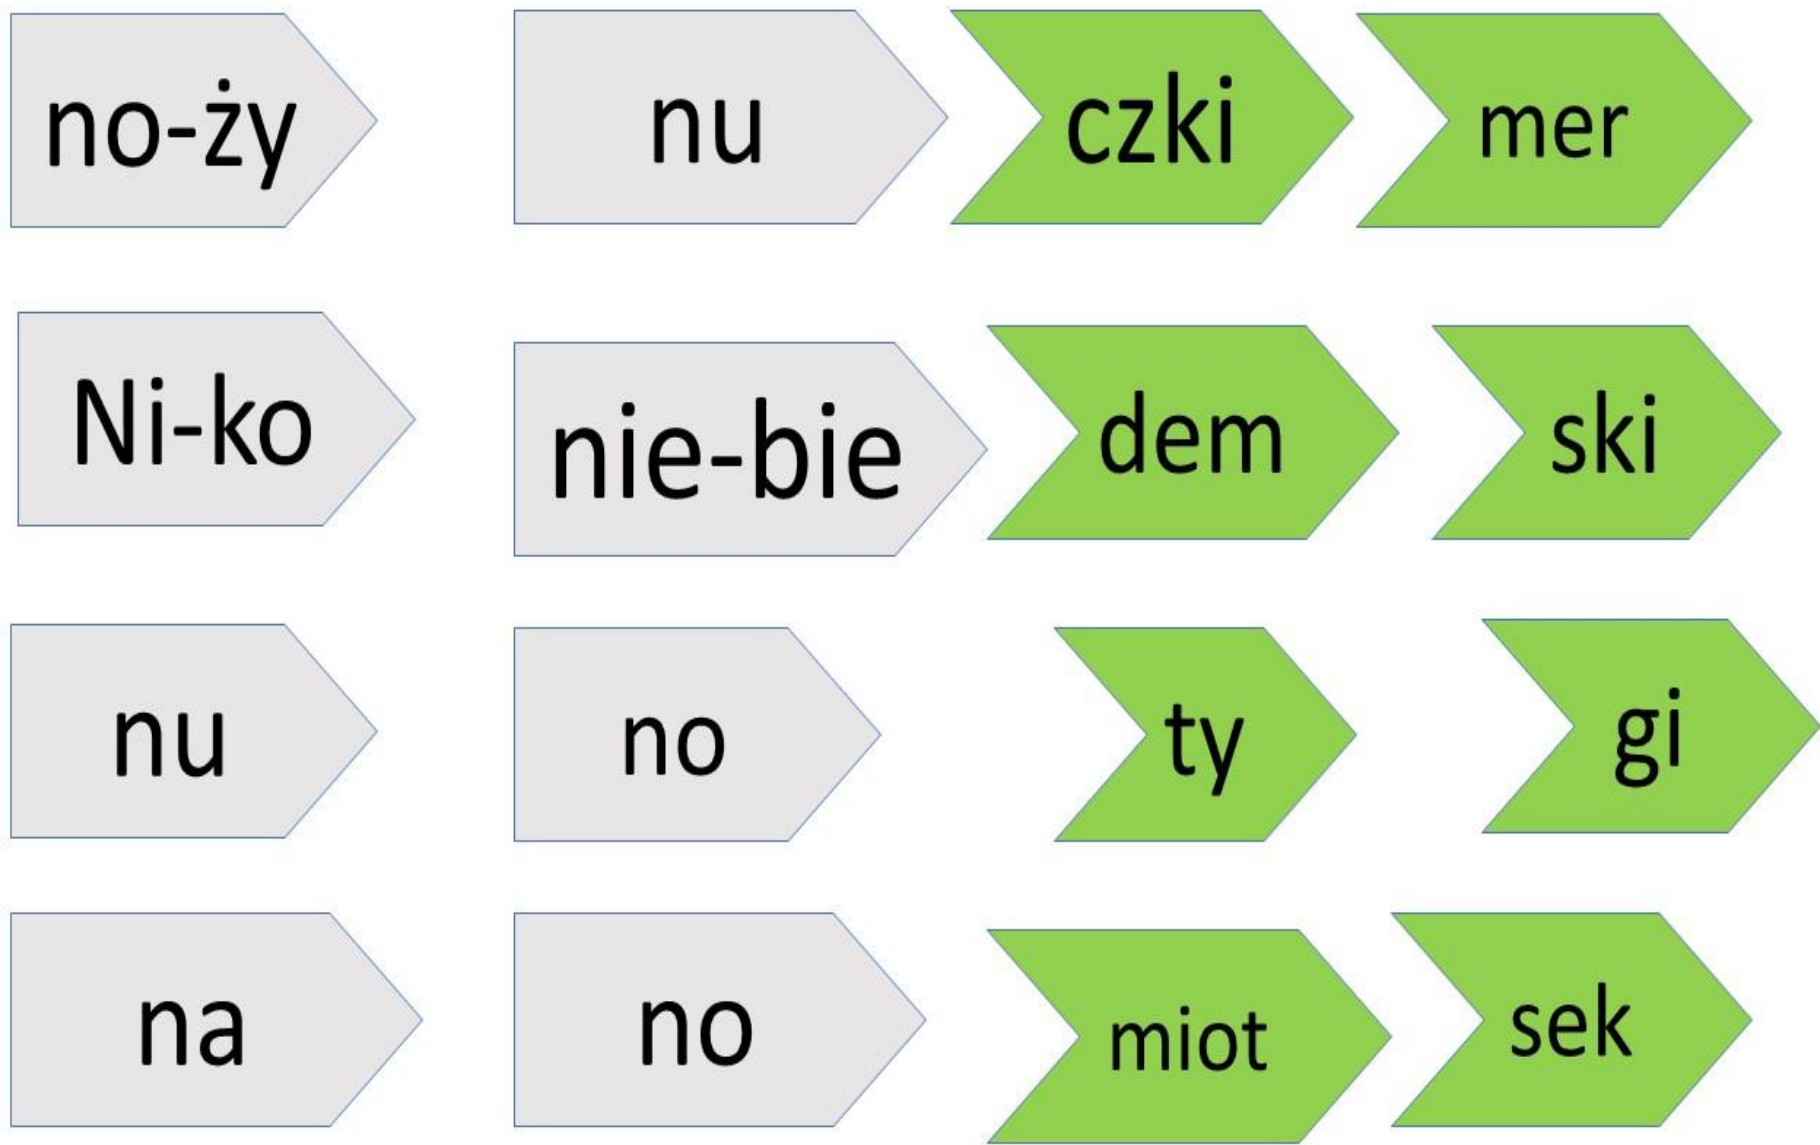 no-ży nu czki mer
Ni-ko nie-bie dem ski
nu no ty gi
na no miot sek